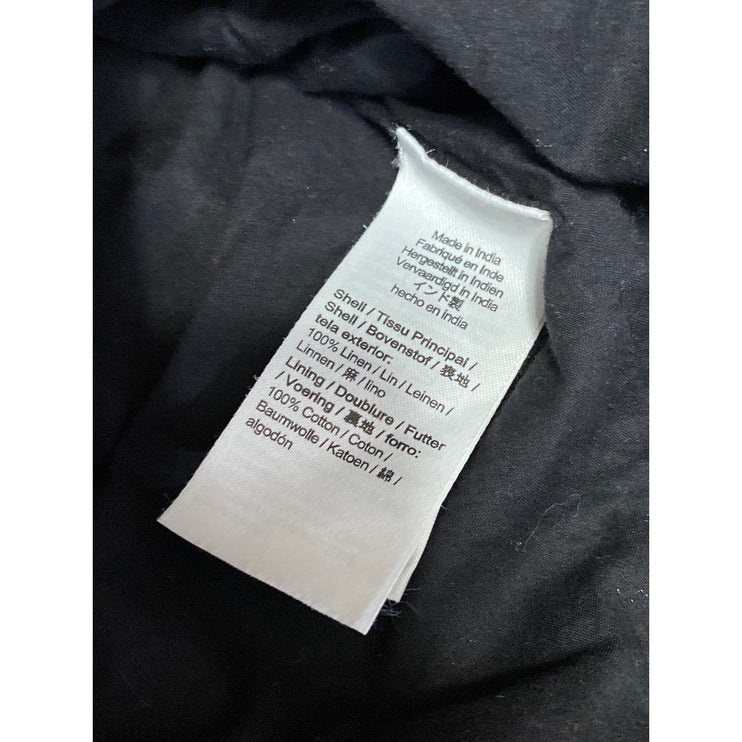 Made in India
Fabriqué en Inde
Hergestellt in Indien
Vervaardigd in India
インド製
hecho en india
Shell / Tissu Principal /
Shell / Bovenstof / 表地 /
tela exterior:
100% Linen / Lin / Leinen /
Linnen / 麻 / lino
Lining / Doublure / Futter
/ Voering / 裏地 / forro:
100% Cotton / Coton /
Baumwolle / Katoen / 綿 /
algodón